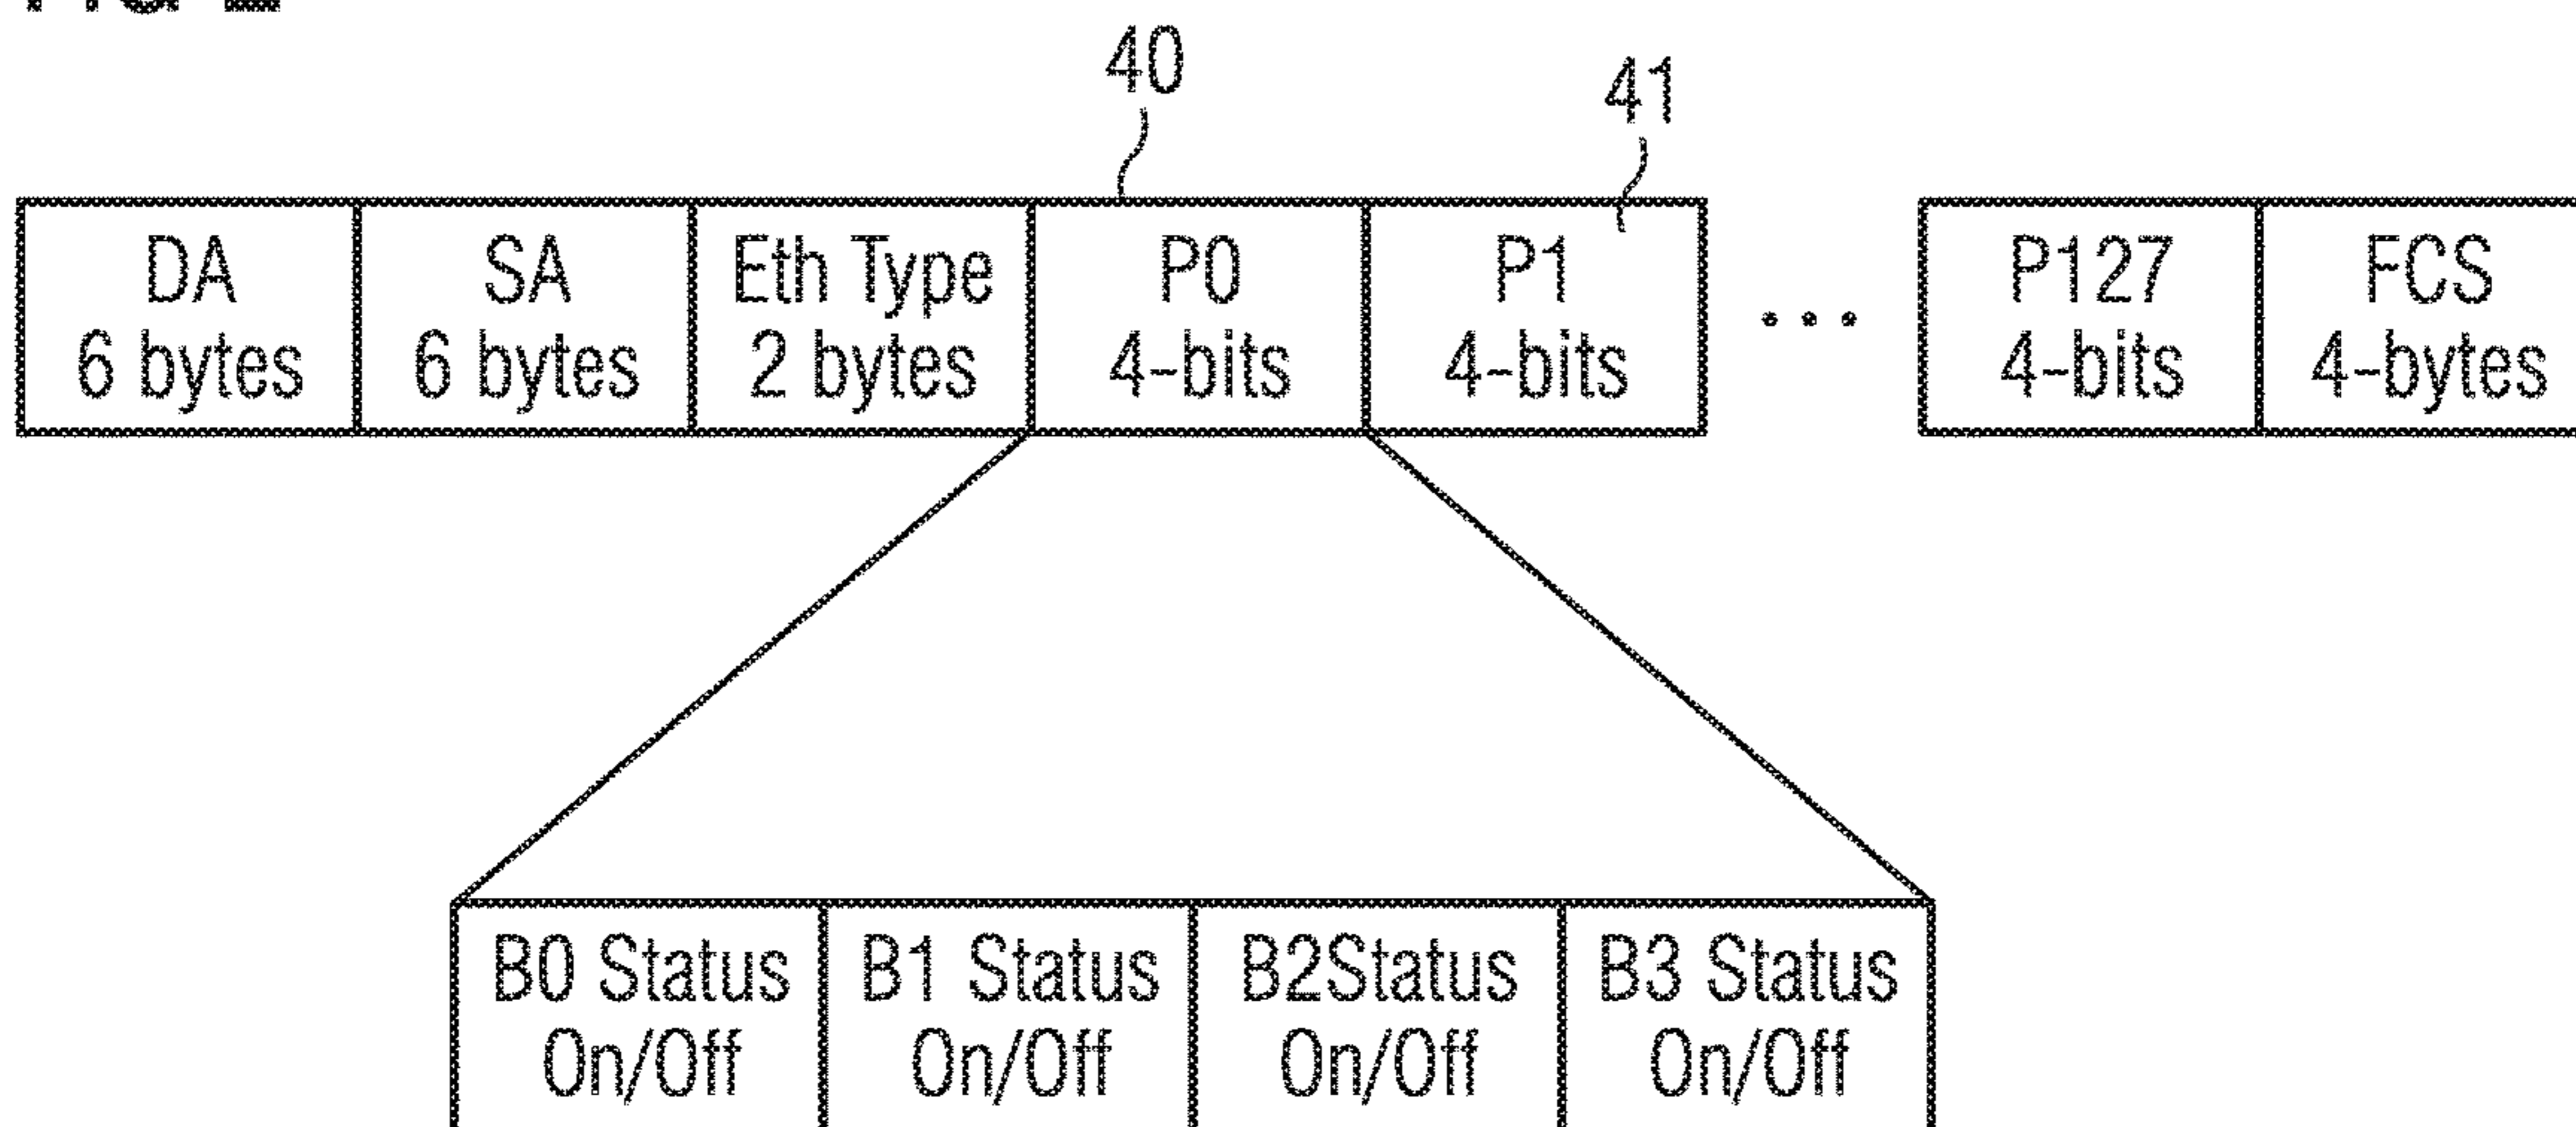 40
41
DA
6 bytes
SA
6 bytes
Eth Type
2 bytes
P0
4-bits
P1
4-bits
...
P127
4-bits
FCS
4-bytes
B0 Status
On/Off
B1 Status
On/Off
B2Status
On/Off
B3 Status
On/Off